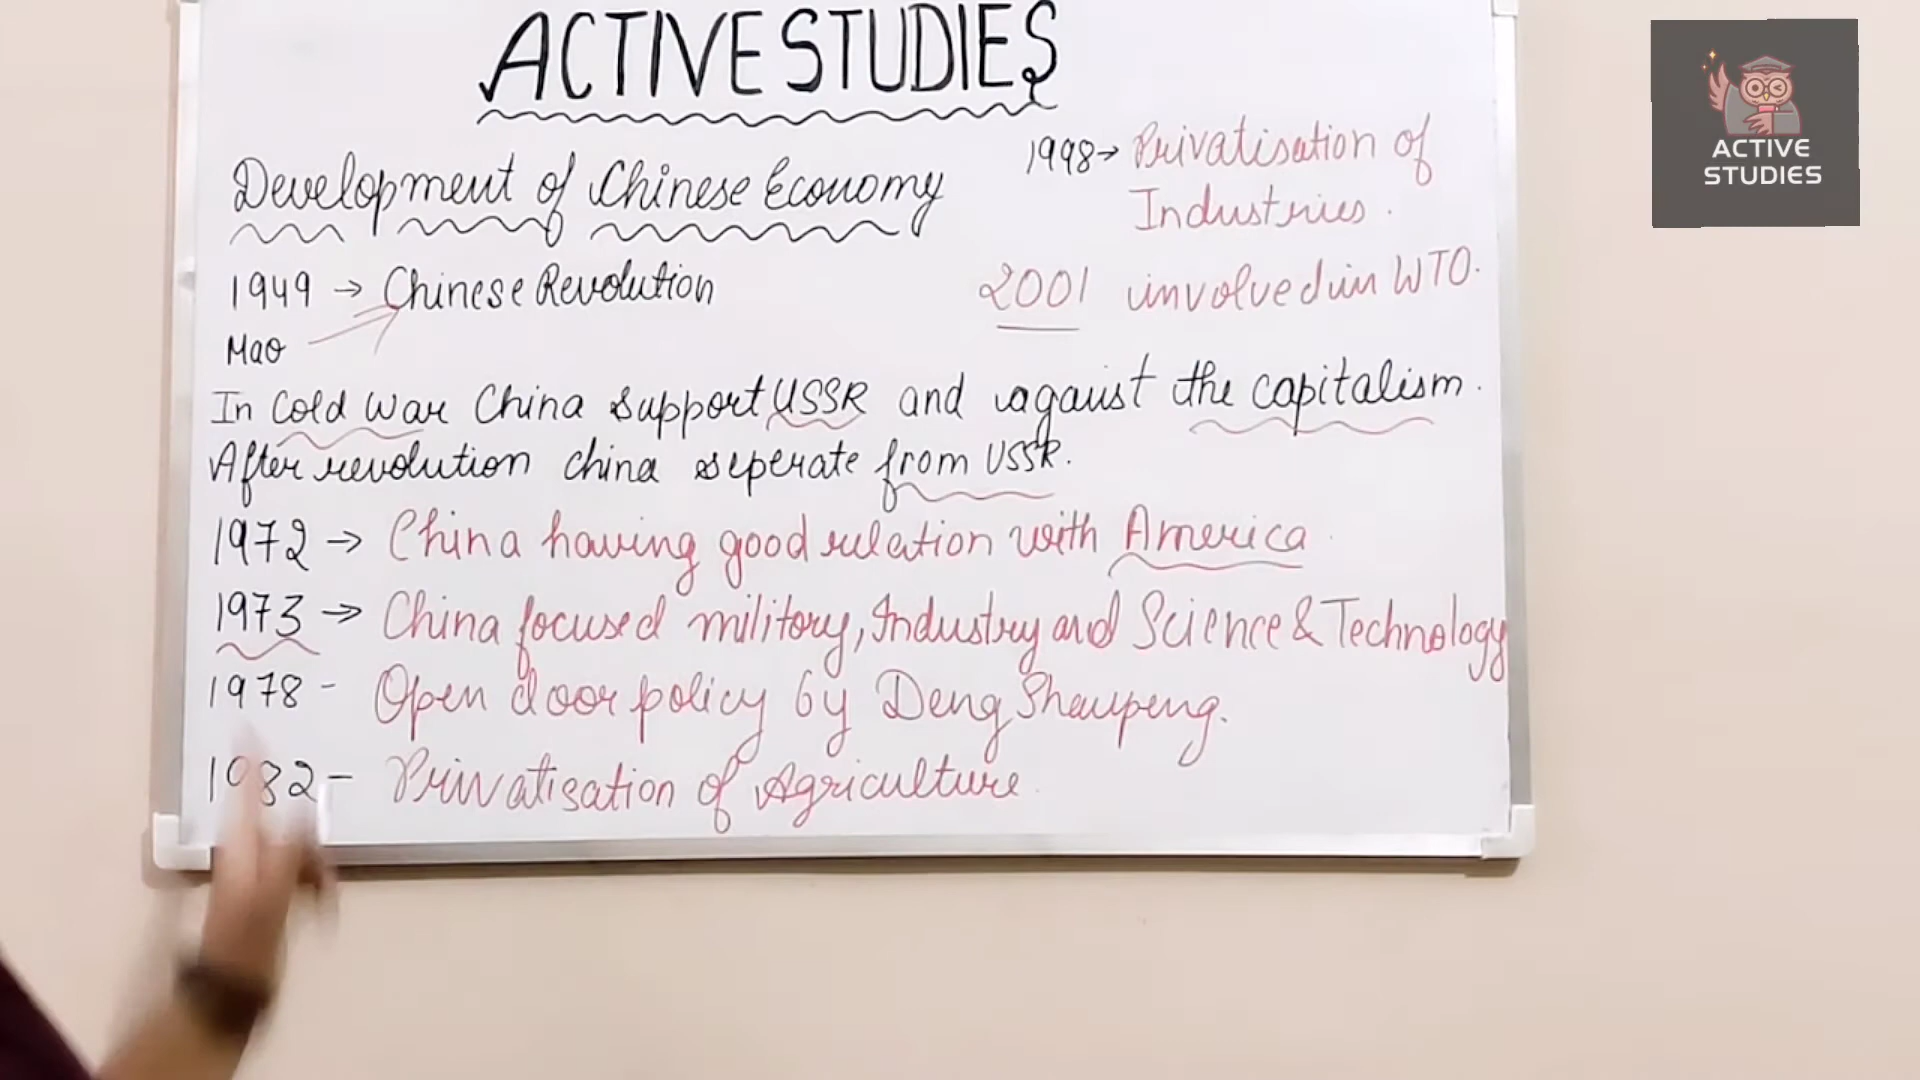 ACTIVE STUDIES
Development of Chinese Economy
1949 → Chinese Revolution
Mao
1998 → Privatisation of
Industries.
2001 involved in WTO.
In Cold War China support USSR and against the capitalism.
After revolution china seperate from USSR.
1972 → China having good relation with America
1973 → China focused militory, Industry and Science & Technology
1978 - Open door policy by Deng Shaupeng.
1982 - Privatisation of Agriculture
ACTIVE
STUDIES